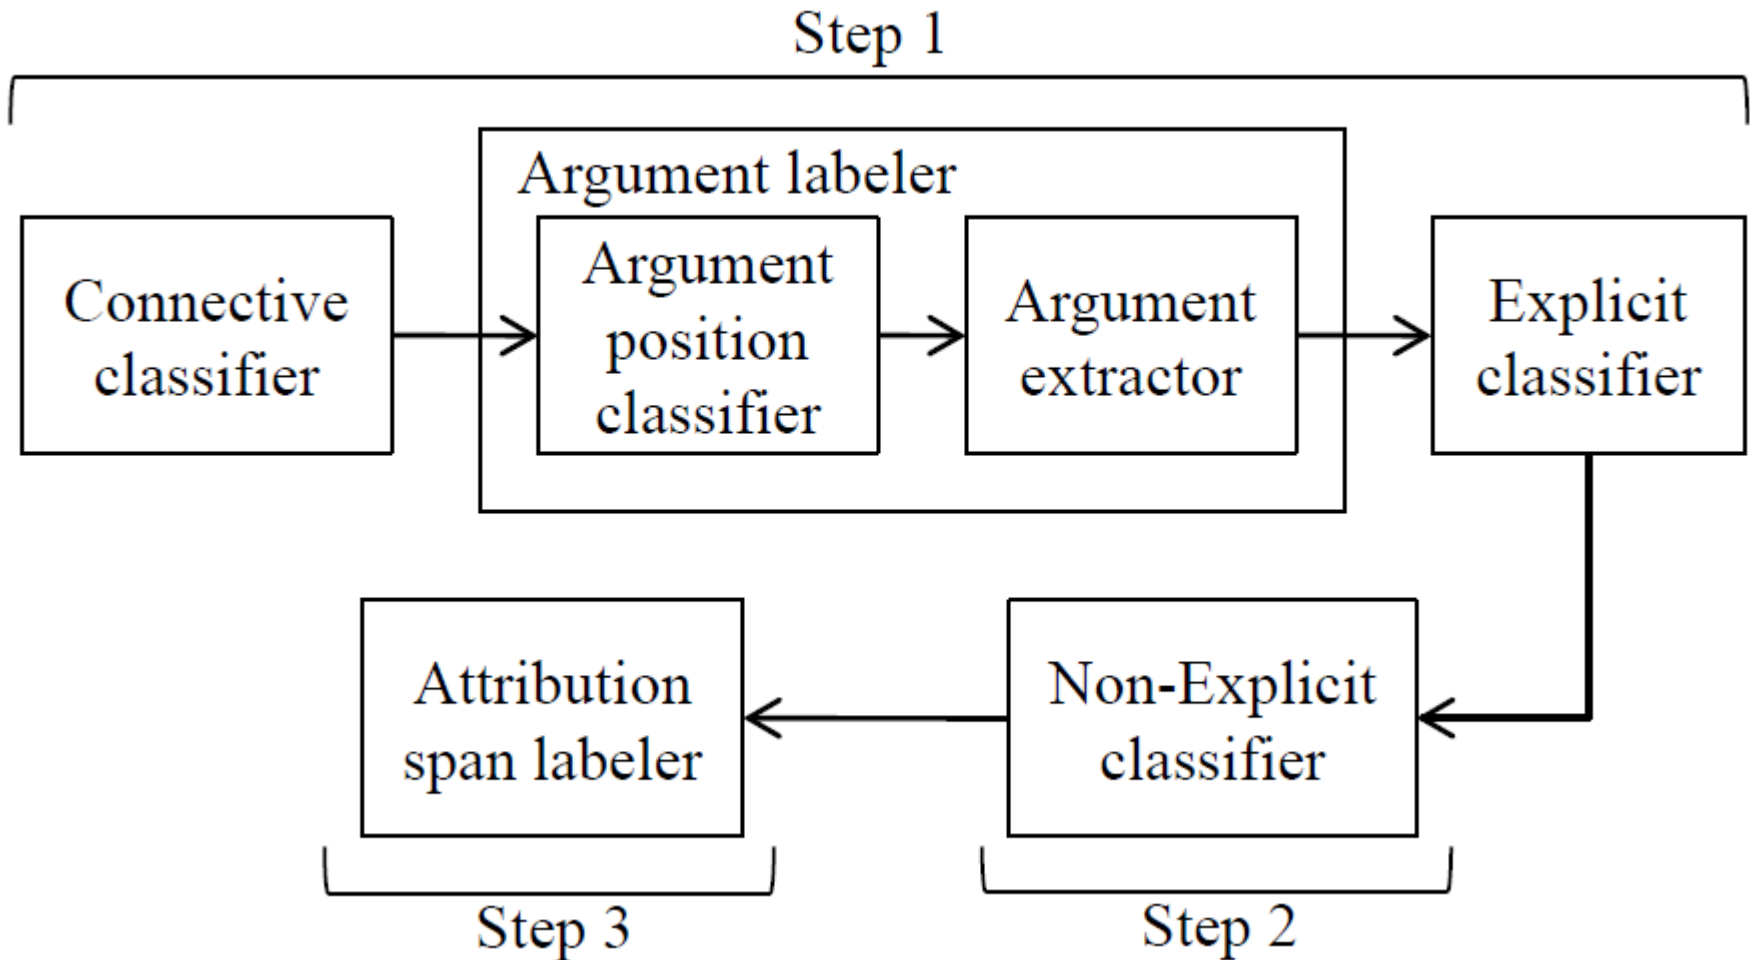 Step 1
Argument labeler
Connective
classifier
Argument
position
classifier
Argument
extractor
Explicit
classifier
Attribution
span labeler
Non-Explicit
classifier
Step 3
Step 2